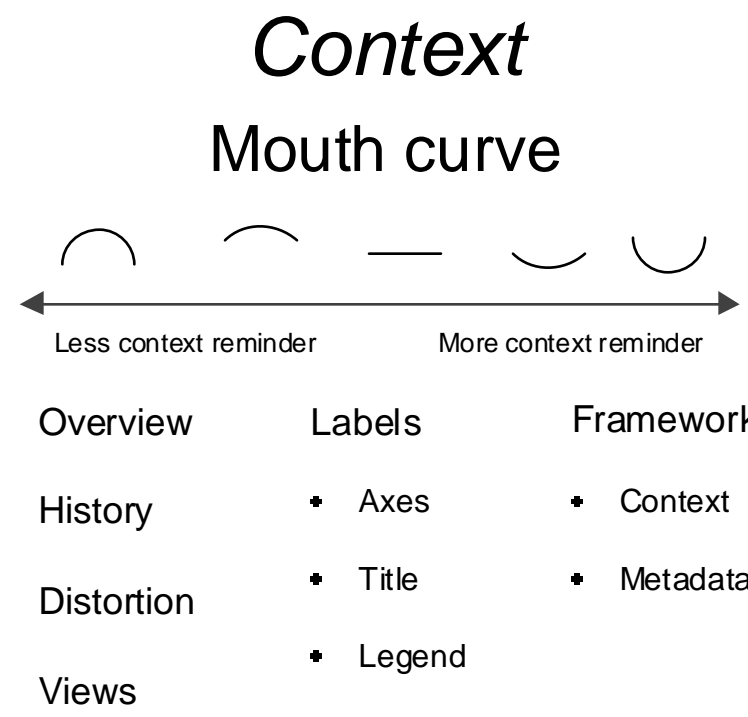 Context
Mouth curve
Less context reminder
More context reminder
Overview
History
Distortion
Views
Labels
• Axes
• Title
• Legend
Framework
• Context
• Metadata